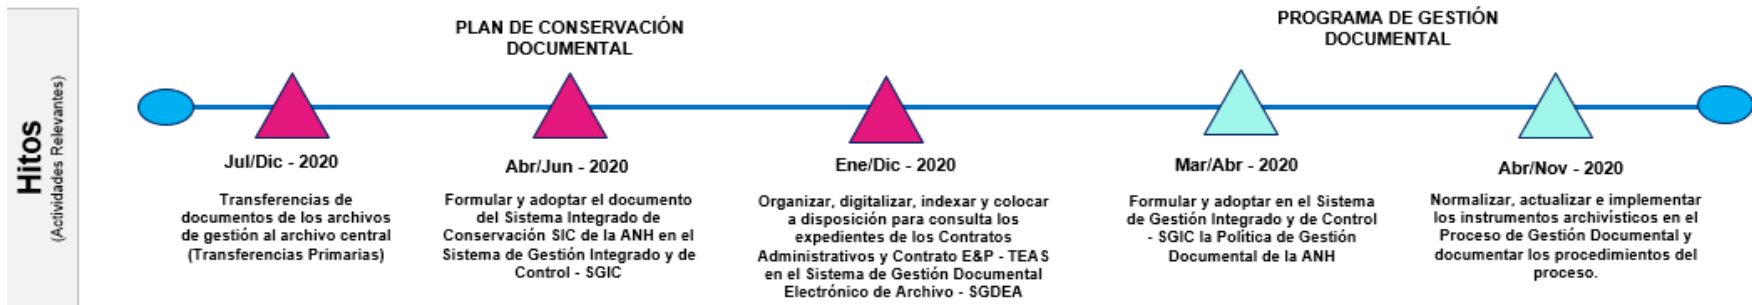 Hitos
(Actividades Relevantes)
PLAN DE CONSERVACIÓN
DOCUMENTAL
PROGRAMA DE GESTIÓN
DOCUMENTAL
Jul/Dic - 2020
Transferencias de
documentos de los archivos
de gestión al archivo central
(Transferencias Primarias)
Abr/Jun - 2020
Formular y adoptar el documento
del Sistema Integrado de
Conservación SIC de la ANH en el
Sistema de Gestión Integrado y de
Control - SGIC
Ene/Dic - 2020
Organizar, digitalizar, indexar y colocar
a disposición para consulta los
expedientes de los Contratos
Administrativos y Contrato E&P - TEAS
en el Sistema de Gestión Documental
Electrónico de Archivo - SGDEA
Mar/Abr - 2020
Formular y adoptar en el Sistema
de Gestión Integrado y de Control
- SGIC la Política de Gestión
Documental de la ANH
Abr/Nov - 2020
Normalizar, actualizar e implementar
los instrumentos archivísticos en el
Proceso de Gestión Documental y
documentar los procedimientos del
proceso.